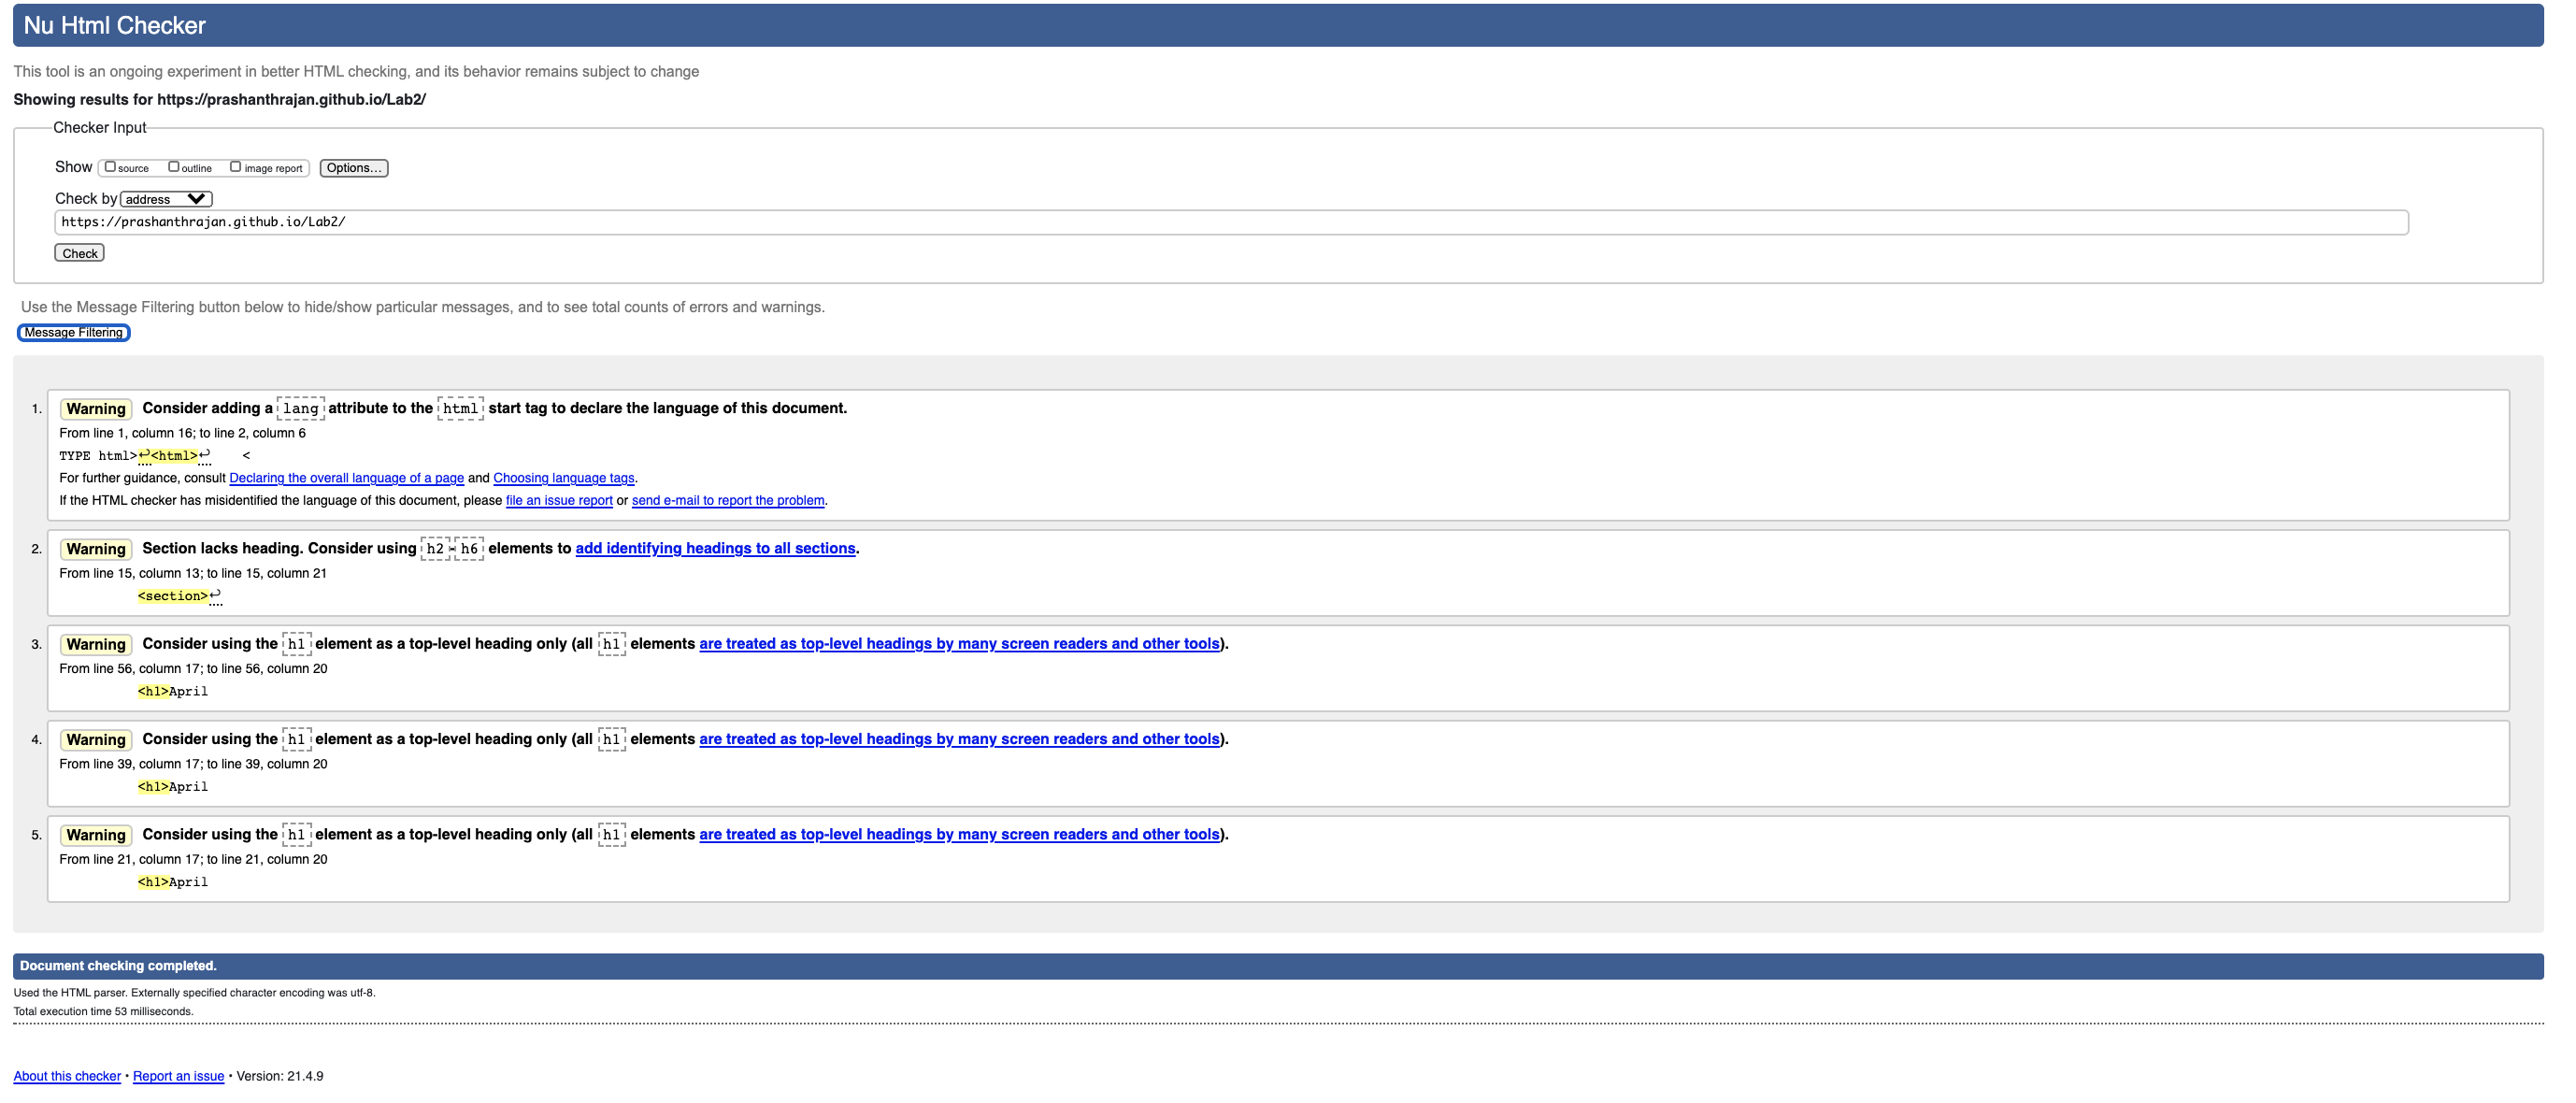 Nu Html Checker
This tool is an ongoing experiment in better HTML checking, and its behavior remains subject to change
Showing results for https://prashanthrajan.github.io/Lab2/
Checker Input
Show source outline image report Options...
Check by address
https://prashanthrajan.github.io/Lab2/
Check
Use the Message Filtering button below to hide/show particular messages, and to see total counts of errors and warnings.
Message Filtering
1. Warning Consider adding a lang attribute to the html start tag to declare the language of this document.
From line 1, column 16; to line 2, column 6
TYPE html>↩<html>↩ <
For further guidance, consult Declaring the overall language of a page and Choosing language tags.
If the HTML checker has misidentified the language of this document, please file an issue report or send e-mail to report the problem.
2. Warning Section lacks heading. Consider using h2-h6 elements to add identifying headings to all sections.
From line 15, column 13; to line 15, column 21
<section>↩
3. Warning Consider using the h1 element as a top-level heading only (all h1 elements are treated as top-level headings by many screen readers and other tools).
From line 56, column 17; to line 56, column 20
<h1>April
4. Warning Consider using the h1 element as a top-level heading only (all h1 elements are treated as top-level headings by many screen readers and other tools).
From line 39, column 17; to line 39, column 20
<h1>April
5. Warning Consider using the h1 element as a top-level heading only (all h1 elements are treated as top-level headings by many screen readers and other tools).
From line 21, column 17; to line 21, column 20
<h1>April
Document checking completed.
Used the HTML parser. Externally specified character encoding was utf-8.
Total execution time 53 milliseconds.
About this checker • Report an issue • Version: 21.4.9